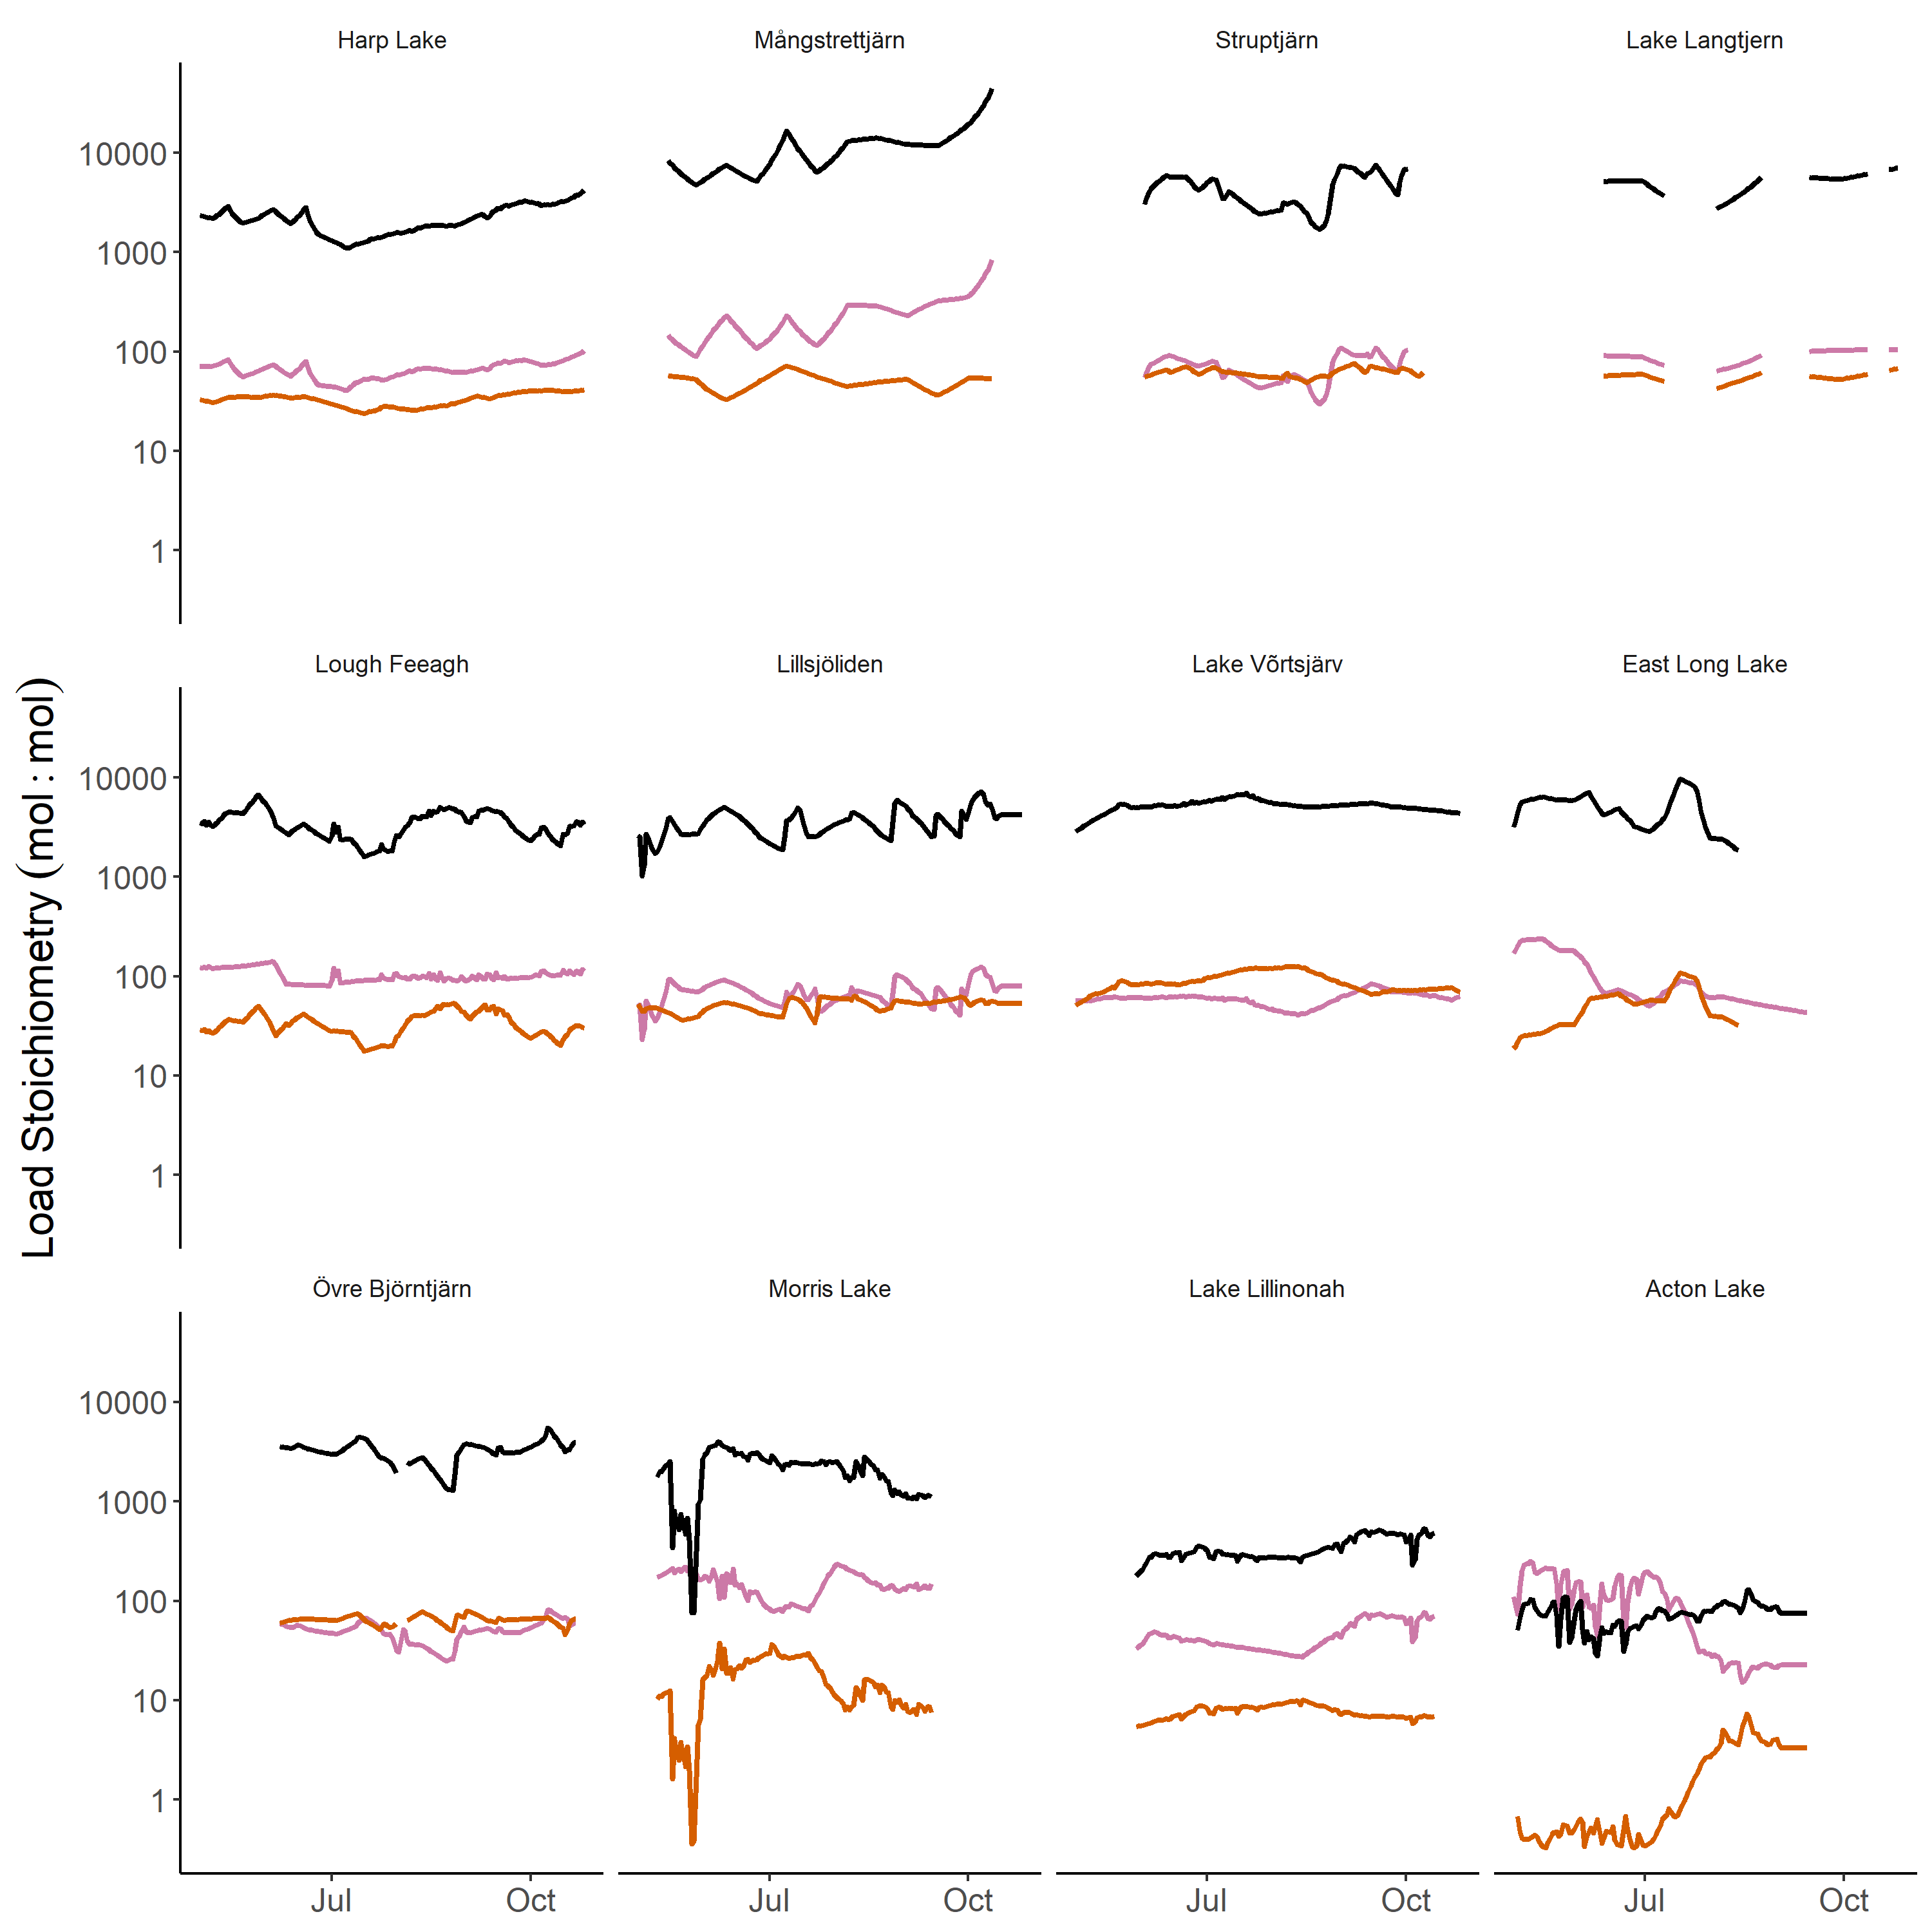 Harp Lake
Mångstrettjärn
Struptjärn
Lake Langtjern
10000
1000
100
10
1
Load Stoichiometry (mol : mol)
Lough Feeagh
Lillsjöliden
Lake Võrtsjärv
East Long Lake
10000
1000
100
10
1
Övre Björntjärn
Morris Lake
Lake Lillinonah
Acton Lake
10000
1000
100
10
1
Jul
Oct
Jul
Oct
Jul
Oct
Jul
Oct